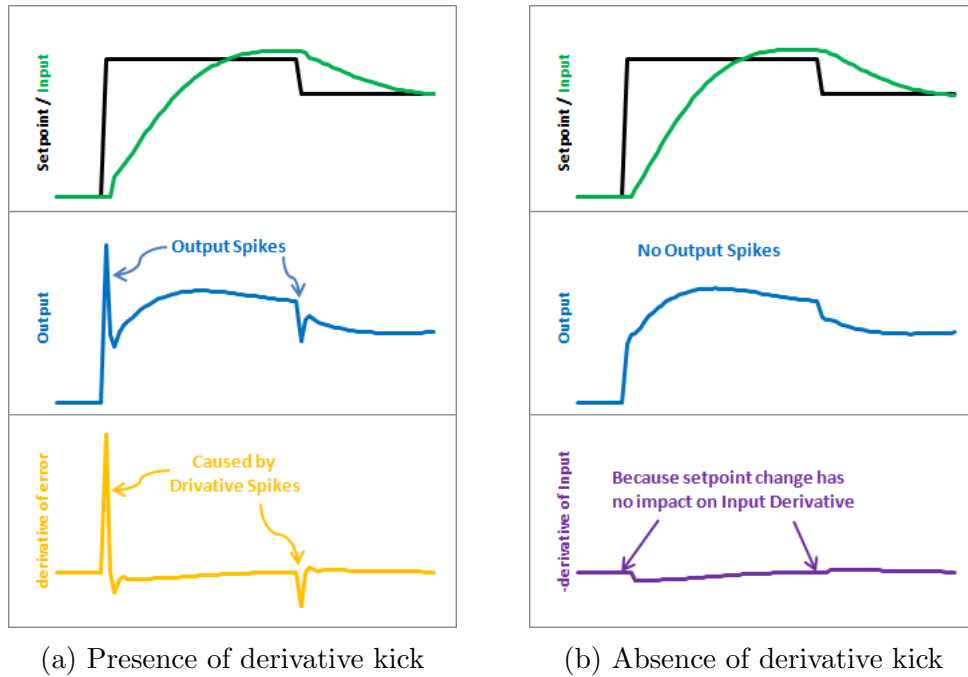 Setpoint / Input
Output Spikes
Output
Caused by
Drivative Spikes
derivative of error
(a) Presence of derivative kick
Setpoint / Input
No Output Spikes
Output
Because setpoint change has
no impact on Input Derivative
-derivative of Input
(b) Absence of derivative kick